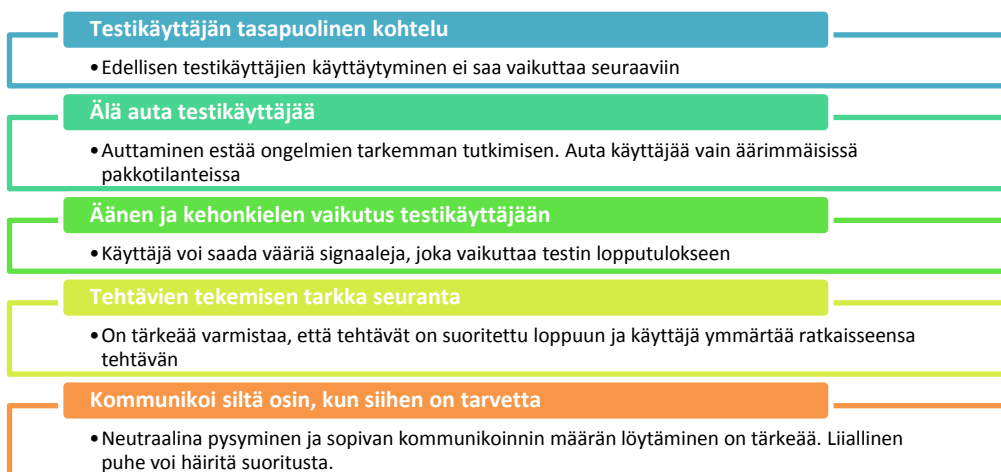 Testikäyttäjän tasapuolinen kohtelu
•Edellisen testikäyttäjien käyttäytyminen ei saa vaikuttaa seuraaviin
Älä auta testikäyttäjää
•Auttaminen estää ongelmien tarkemman tutkimisen. Auta käyttäjää vain äärimmäisissä
pakkotilanteissa
Äänen ja kehonkielen vaikutus testikäyttäjään
•Käyttäjä voi saada vääriä signaaleja, joka vaikuttaa testin lopputulokseen
Tehtävien tekemisen tarkka seuranta
•On tärkeää varmistaa, että tehtävät on suoritettu loppuun ja käyttäjä ymmärtää ratkaisseensa
tehtävän
Kommunikoi siltä osin, kun siihen on tarvetta
•Neutraalina pysyminen ja sopivan kommunikoinnin määrän löytäminen on tärkeää. Liiallinen
puhe voi häiritä suoritusta.